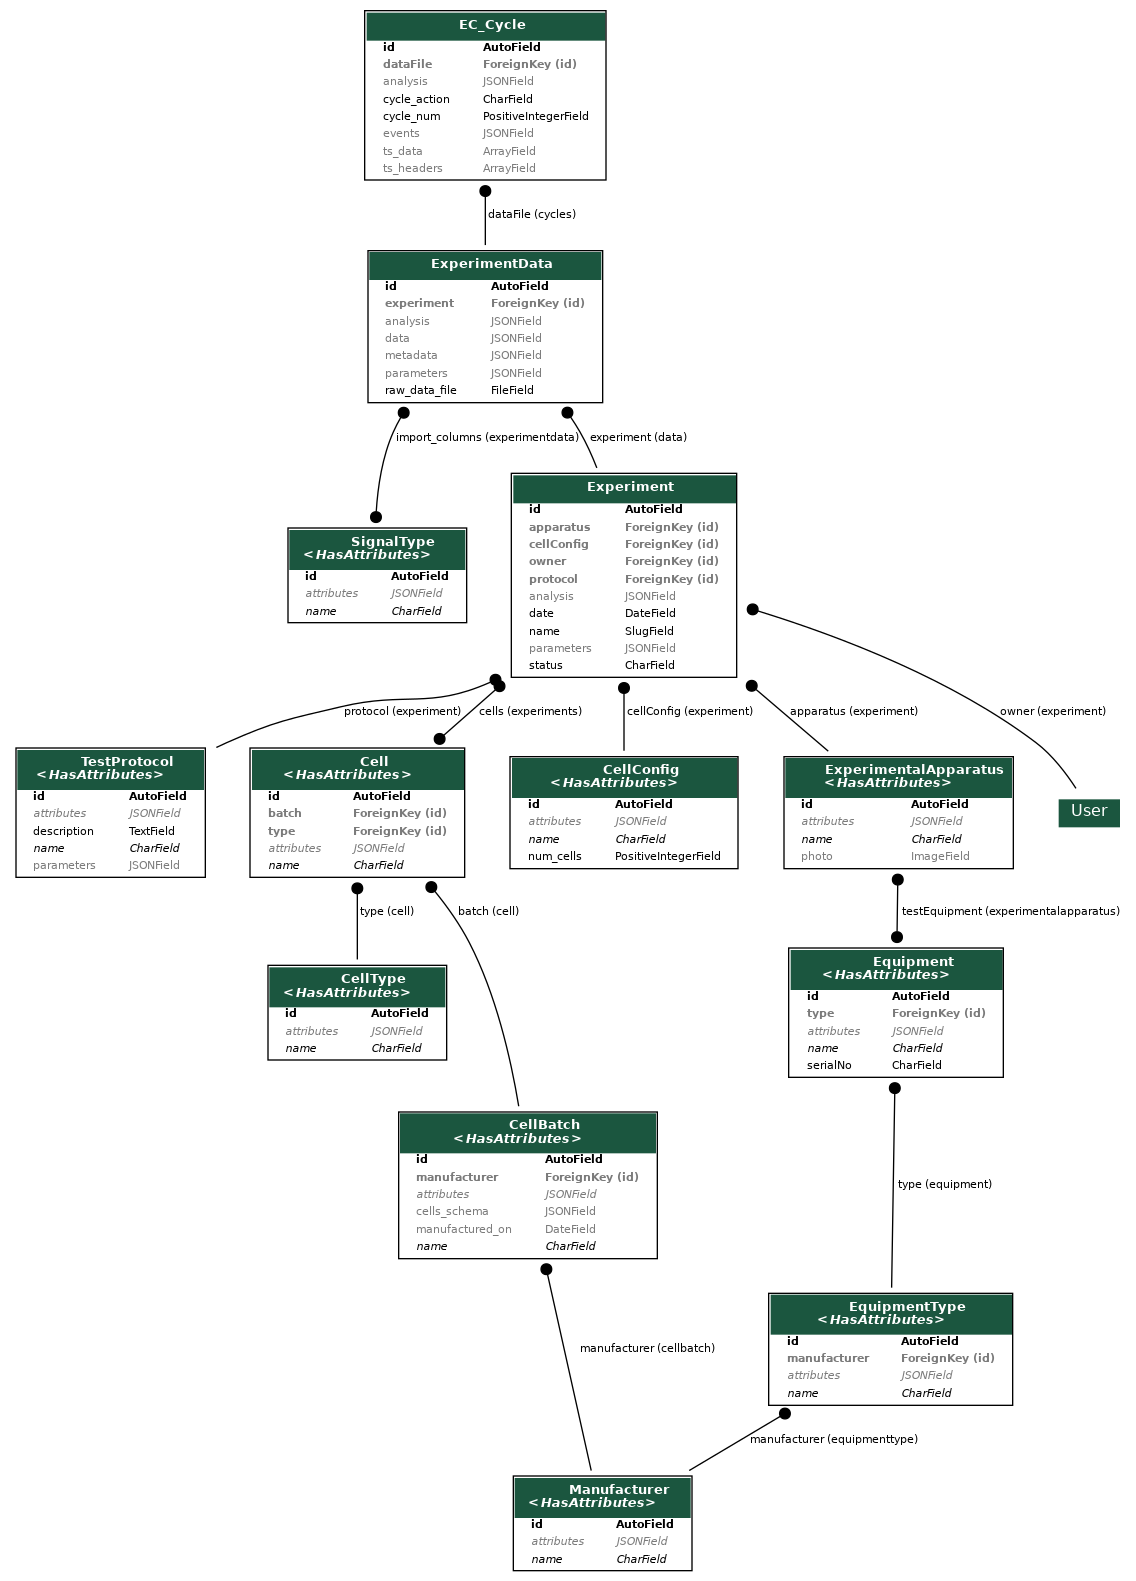 EC_Cycle
id AutoField
dataFile ForeignKey (id)
analysis JSONField
cycle_action CharField
cycle_num PositiveIntegerField
events JSONField
ts_data ArrayField
ts_headers ArrayField
dataFile (cycles)
ExperimentData
id AutoField
experiment ForeignKey (id)
analysis JSONField
data JSONField
metadata JSONField
parameters JSONField
raw_data_file FileField
import_columns (experimentdata)
experiment (data)
Experiment
id AutoField
apparatus ForeignKey (id)
cellConfig ForeignKey (id)
owner ForeignKey (id)
protocol ForeignKey (id)
analysis JSONField
date DateField
name SlugField
parameters JSONField
status CharField
SignalType
<HasAttributes>
id AutoField
attributes JSONField
name CharField
protocol (experiment)
cells (experiments)
cellConfig (experiment)
apparatus (experiment)
owner (experiment)
TestProtocol
<HasAttributes>
id AutoField
attributes JSONField
description TextField
name CharField
parameters JSONField
Cell
<HasAttributes>
id AutoField
batch ForeignKey (id)
type ForeignKey (id)
attributes JSONField
name CharField
CellConfig
<HasAttributes>
id AutoField
attributes JSONField
name CharField
num_cells PositiveIntegerField
ExperimentalApparatus
<HasAttributes>
id AutoField
attributes JSONField
name CharField
photo ImageField
User
type (cell)
batch (cell)
testEquipment (experimentalapparatus)
CellType
<HasAttributes>
id AutoField
attributes JSONField
name CharField
Equipment
<HasAttributes>
id AutoField
type ForeignKey (id)
attributes JSONField
name CharField
serialNo CharField
CellBatch
<HasAttributes>
id AutoField
manufacturer ForeignKey (id)
attributes JSONField
cells_schema JSONField
manufactured_on DateField
name CharField
type (equipment)
EquipmentType
<HasAttributes>
id AutoField
manufacturer ForeignKey (id)
attributes JSONField
name CharField
manufacturer (cellbatch)
manufacturer (equipmenttype)
Manufacturer
<HasAttributes>
id AutoField
attributes JSONField
name CharField